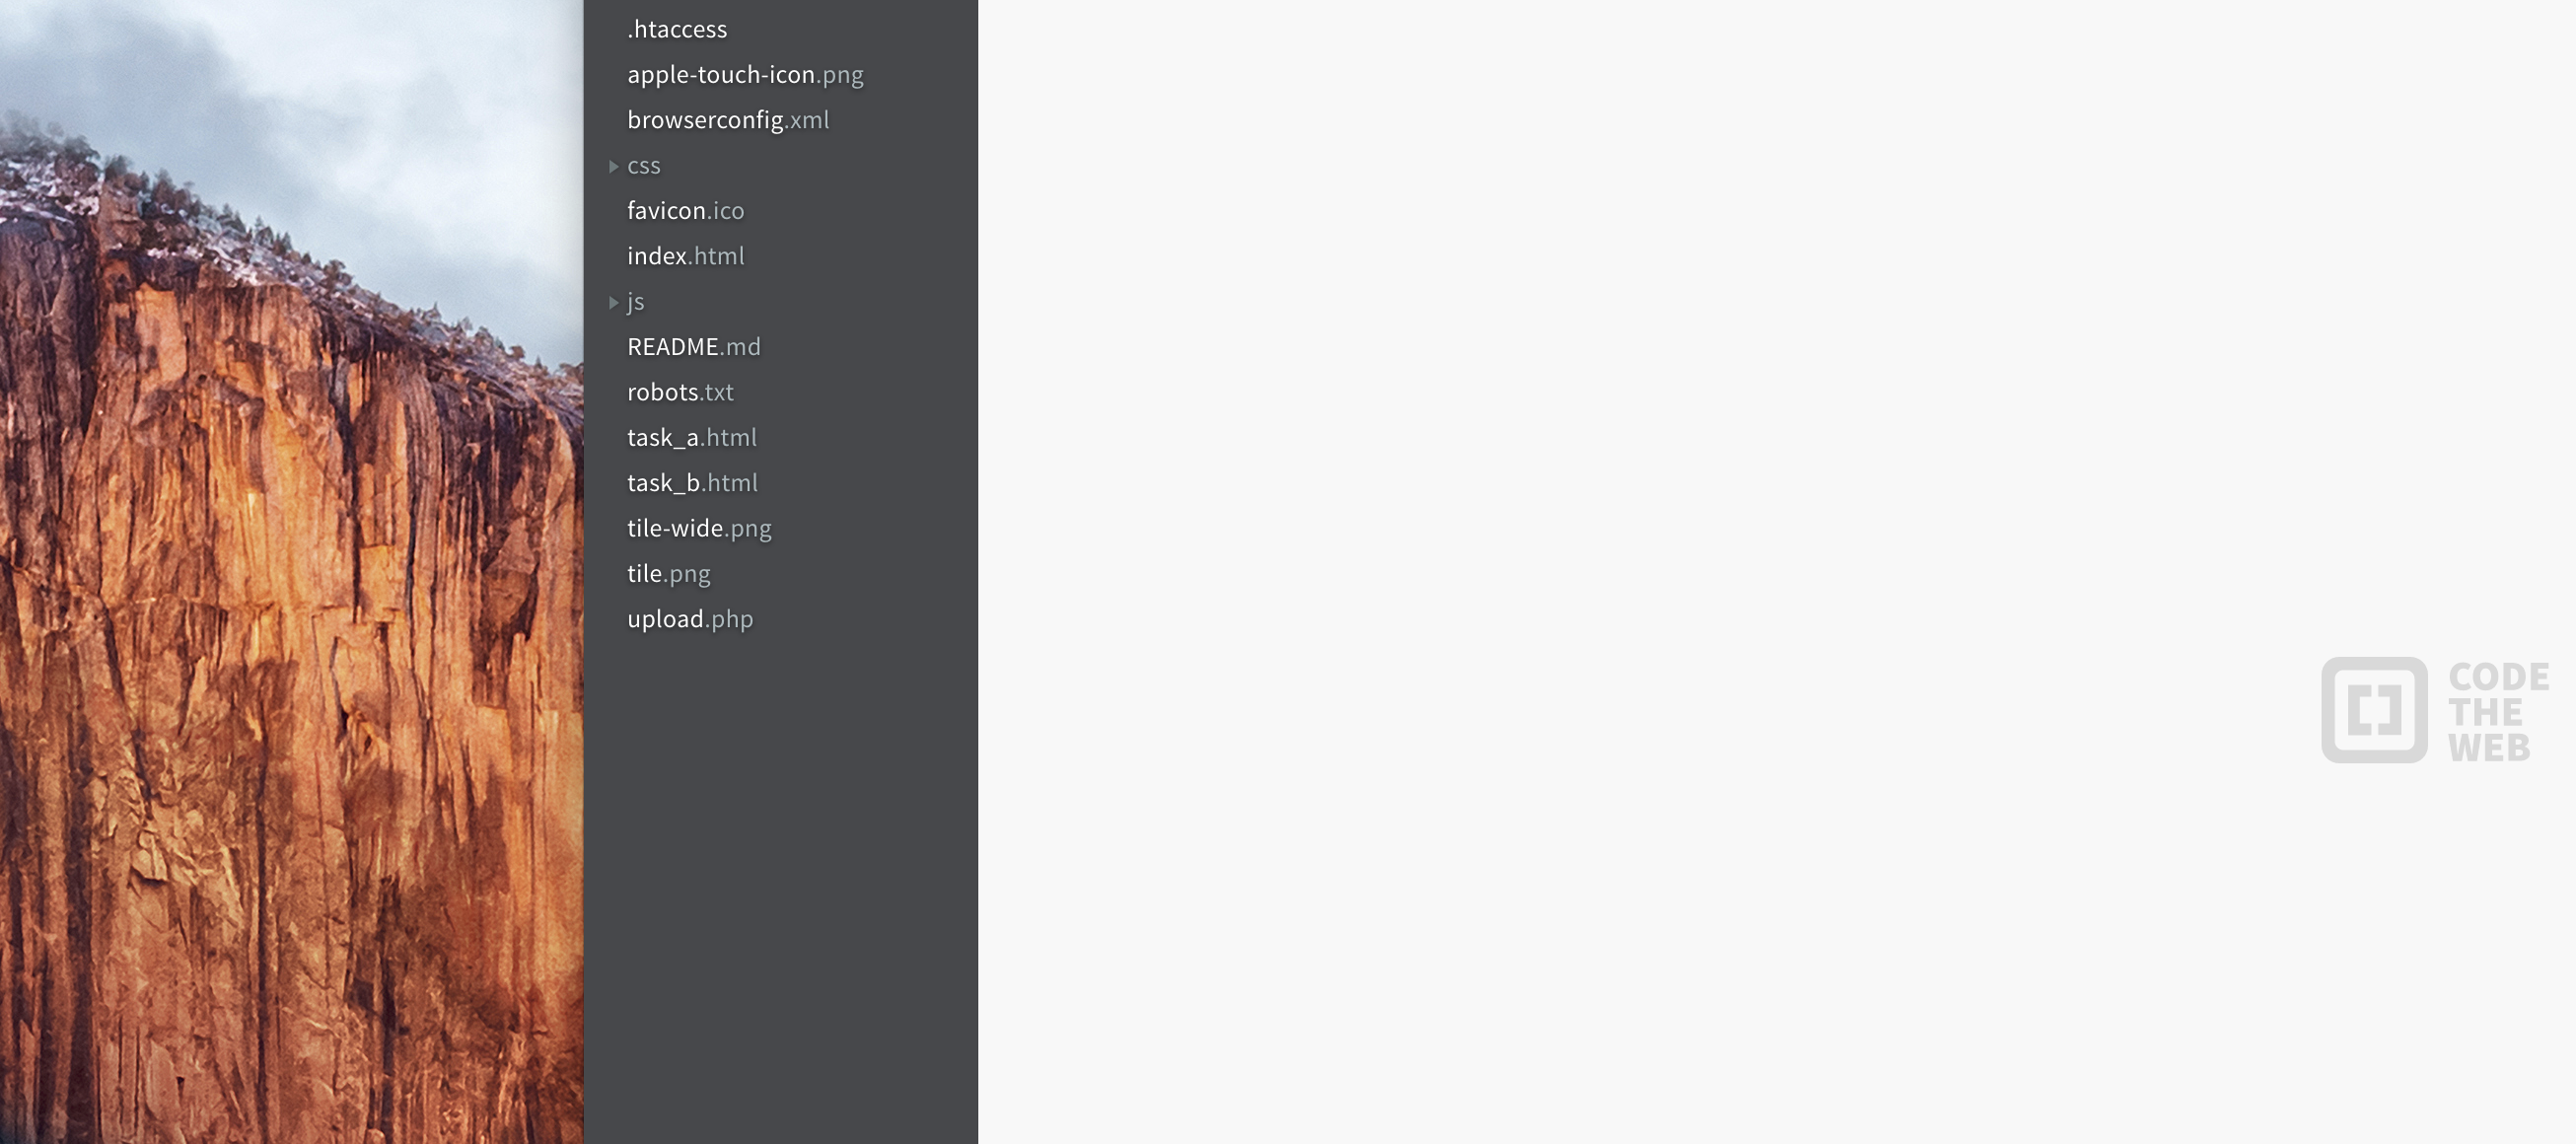 .htaccess
apple-touch-icon.png
browserconfig.xml
css
favicon.ico
index.html
js
README.md
robots.txt
task_a.html
task_b.html
tile-wide.png
tile.png
upload.php
CODE
THE
WEB